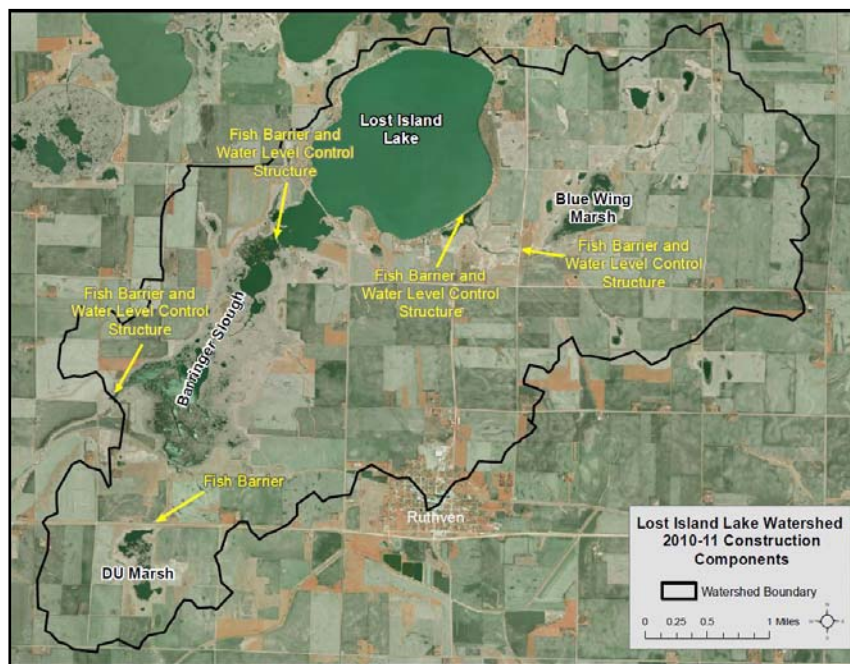 Lost Island
Lake
Fish Barrier and
Water Level Control
Structure
Blue Wing
Marsh
Fish Barrier and
Water Level Control
Structure
Fish Barrier and
Water Level Control
Structure
Fish Barrier and
Water Level Control
Structure
Barringer Slough
Fish Barrier
Ruthven
DU Marsh
Lost Island Lake Watershed
2010-11 Construction
Components
Watershed Boundary
0 0.25 0.5 1 Miles
N
W E
S